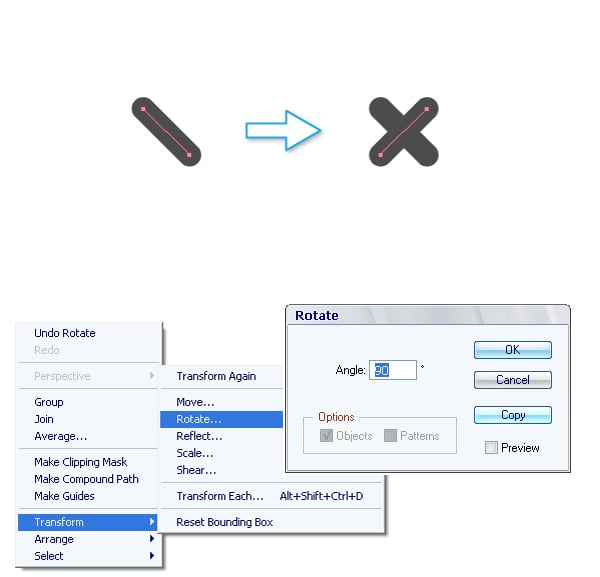 Undo Rotate
Redo
Perspective
Group
Join
Average...
Make Clipping Mask
Make Compound Path
Make Guides
Transform
Arrange
Select
Transform Again
Move...
Rotate...
Reflect...
Scale...
Shear...
Transform Each... Alt+Shift+Ctrl+D
Reset Bounding Box
Rotate
Angle: 90 °
Options
Objects Patterns
OK
Cancel
Copy
Preview